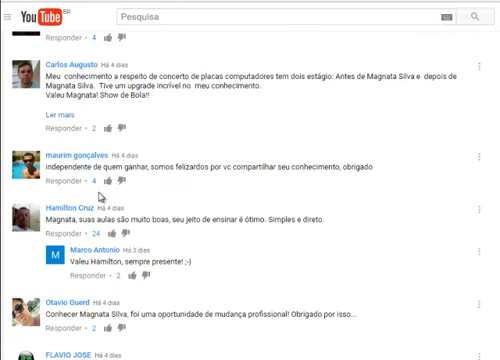 YouTube BR
Pesquisa
Responder • 4
Carlos Augusto Há 4 dias
Meu conhecimento a respeito de concerto de placas computadores tem dois estágio: Antes de Magnata Silva e depois de
Magnata Silva. Tive um upgrade incrível no meu conhecimento.
Valeu Magnata! Show de Bola!!
Ler mais
Responder • 2
maurim gonçalves Há 4 dias
independente de quem ganhar, somos felizardos por vc compartilhar seu conhecimento, obrigado
Responder • 4
Hamilton Cruz Há 4 dias
Magnata, suas aulas são muito boas, seu jeito de ensinar é ótimo. Simples e direto.
Responder • 24
M
Marco Antonio Há 3 dias
Valeu Hamilton, sempre presente! ;-)
Responder • 2
Otavio Guerd Há 4 dias
Conhecer Magnata Silva, foi uma oportunidade de mudança profissional! Obrigado por isso...
Responder • 2
FLAVIO JOSE Há 4 dias